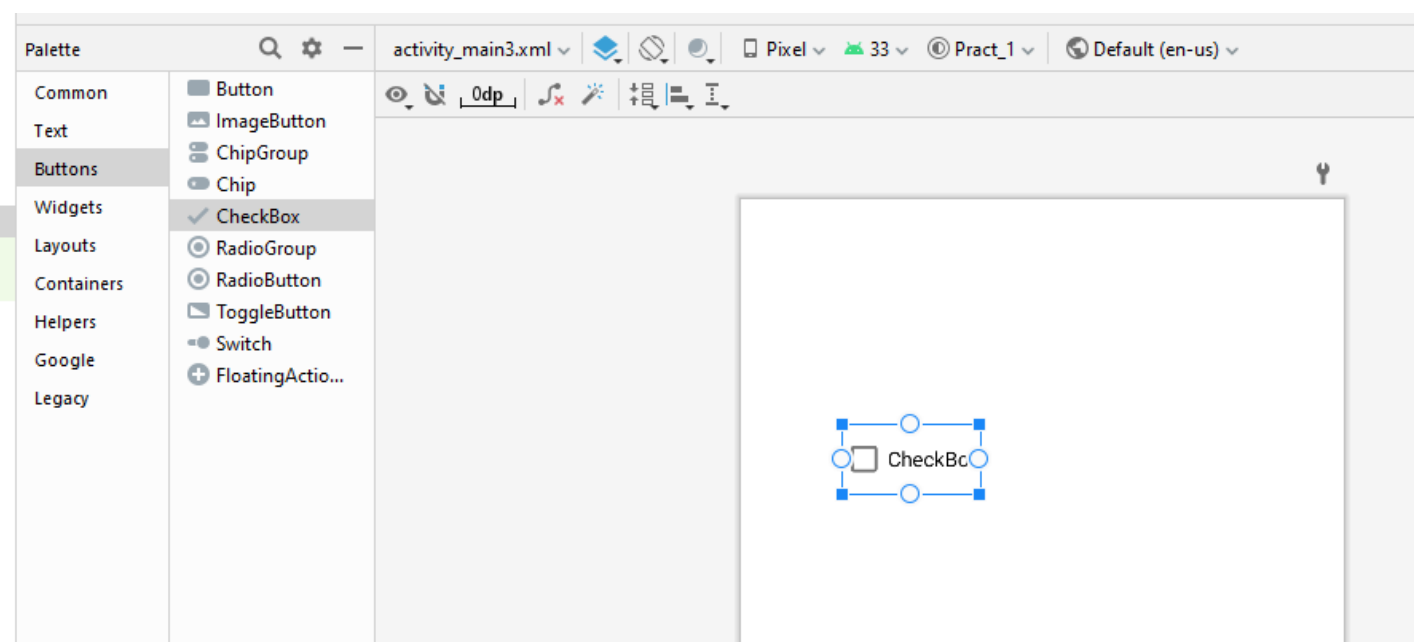 Palette
activity_main3.xml
Pixel
33
Pract_1
Default (en-us)
0dp
Common
Text
Buttons
Widgets
Layouts
Containers
Helpers
Google
Legacy
Button
ImageButton
ChipGroup
Chip
CheckBox
RadioGroup
RadioButton
ToggleButton
Switch
FloatingActio...
CheckBo